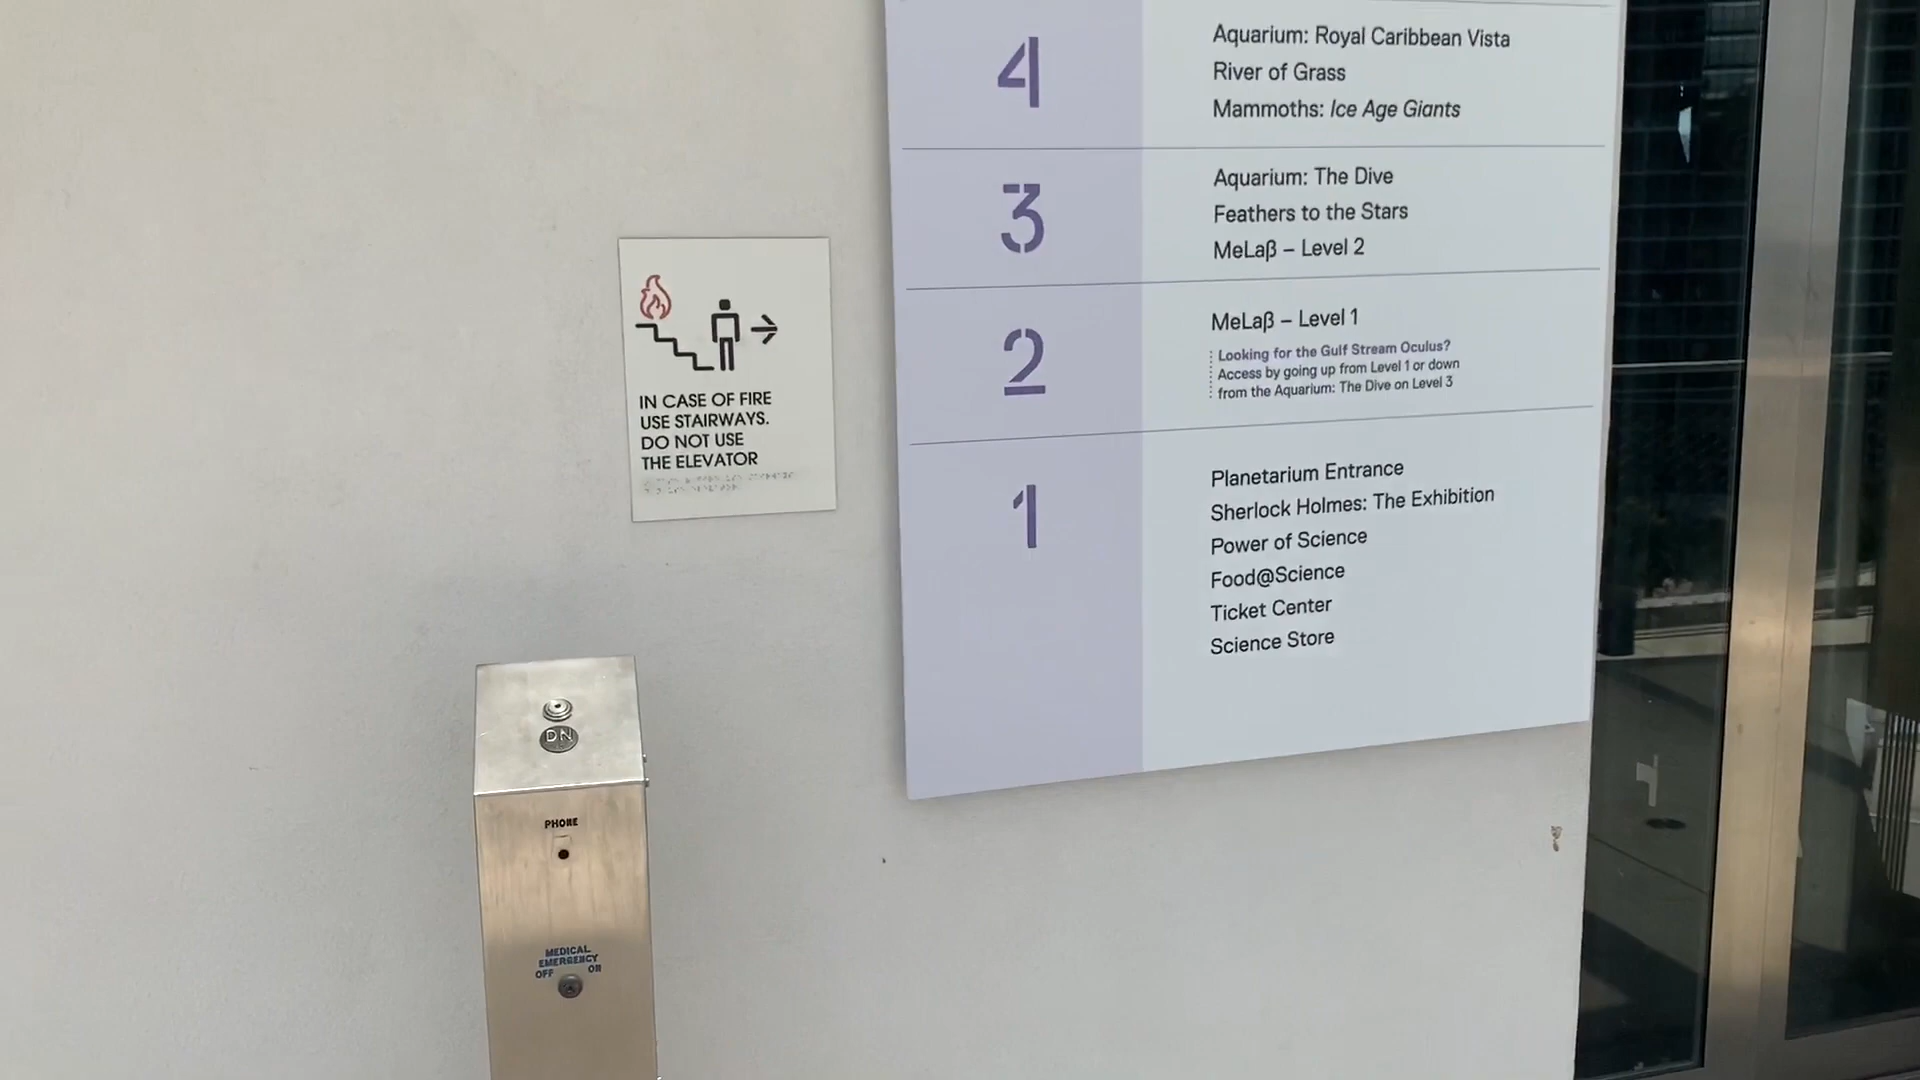 4
Aquarium: Royal Caribbean Vista
River of Grass
Mammoths: Ice Age Giants
3
Aquarium: The Dive
Feathers to the Stars
MeLaβ – Level 2
2
MeLaβ – Level 1
Looking for the Gulf Stream Oculus?
Access by going up from Level 1 or down
from the Aquarium: The Dive on Level 3
1
Planetarium Entrance
Sherlock Holmes: The Exhibition
Power of Science
Food@Science
Ticket Center
Science Store
IN CASE OF FIRE
USE STAIRWAYS.
DO NOT USE
THE ELEVATOR
DN
PHONE
MEDICAL
EMERGENCY
OFF ON